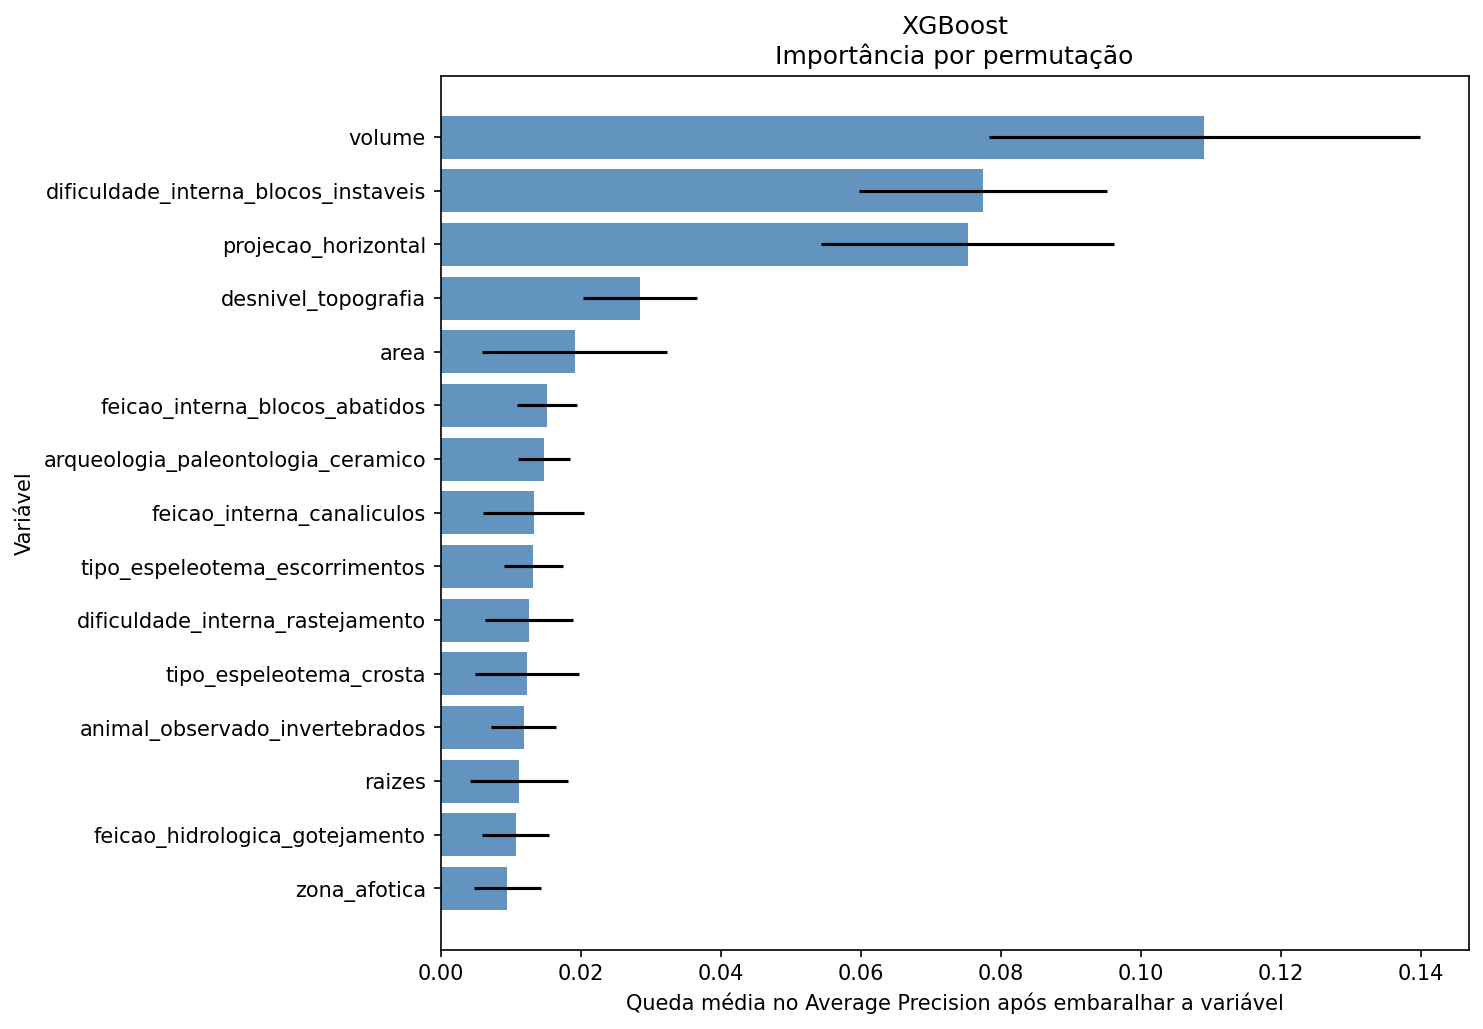 XGBoost
Importância por permutação
volume
dificuldade_interna_blocos_instaveis
projecao_horizontal
desnivel_topografia
area
feicao_interna_blocos_abatidos
arqueologia_paleontologia_ceramico
feicao_interna_canaliculos
tipo_espeleotema_escorrimentos
dificuldade_interna_rastejamento
tipo_espeleotema_crosta
animal_observado_invertebrados
raizes
feicao_hidrologica_gotejamento
zona_afotica
Variável
0.00 0.02 0.04 0.06 0.08 0.10 0.12 0.14
Queda média no Average Precision após embaralhar a variável